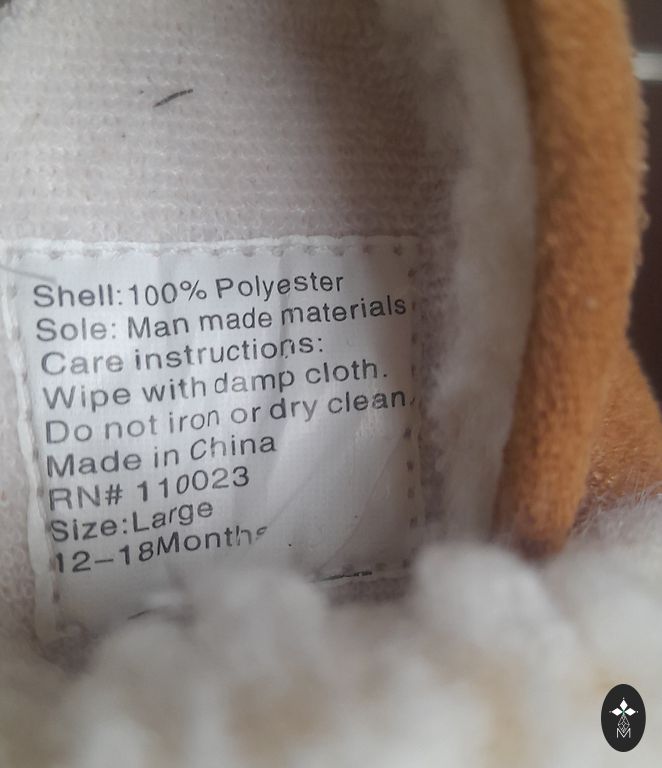 Shell:100% Polyester
Sole: Man made materials
Care instructions:
Wipe with damp cloth.
Do not iron or dry clean.
Made in China
RN# 110023
Size:Large
12-18Months
M